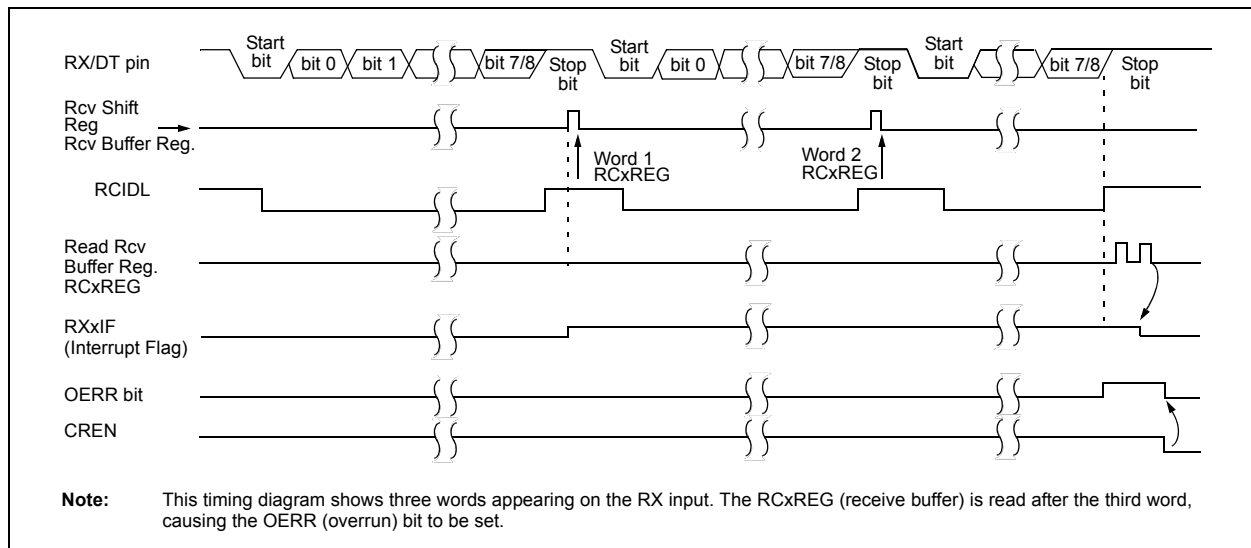 RX/DT pin
Start
bit
bit 0
bit 1
bit 7/8
Stop
bit
Start
bit
bit 0
bit 7/8
Stop
bit
Start
bit
bit 7/8
Stop
bit
Rcv Shift
Reg
Rcv Buffer Reg.
Word 1
RCxREG
Word 2
RCxREG
RCIDL
Read Rcv
Buffer Reg.
RCxREG
RXxIF
(Interrupt Flag)
OERR bit
CREN
Note: This timing diagram shows three words appearing on the RX input. The RCxREG (receive buffer) is read after the third word,
causing the OERR (overrun) bit to be set.